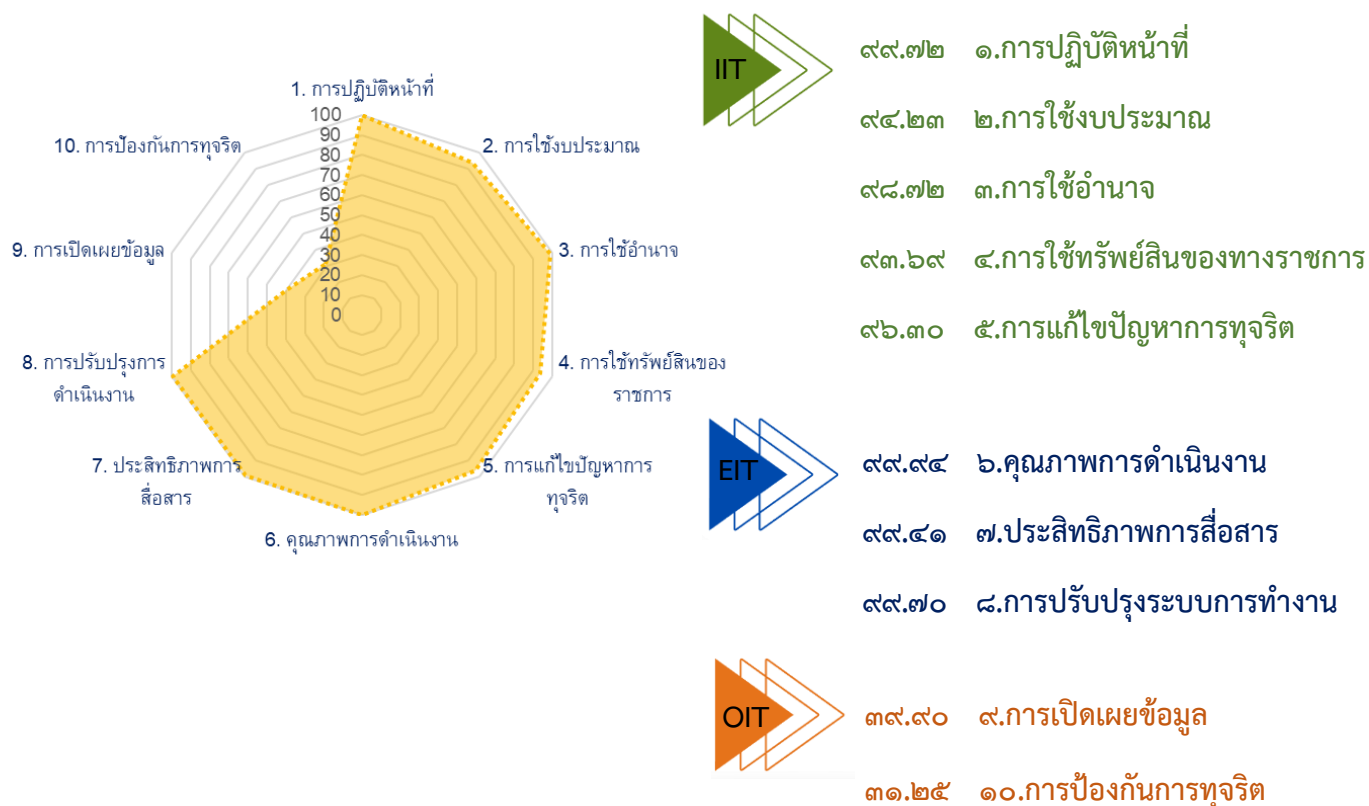 1. การปฏิบัติหน้าที่
2. การใช้งบประมาณ
3. การใช้อำนาจ
4. การใช้ทรัพย์สินของ
ราชการ
5. การแก้ไขปัญหาการ
ทุจริต
6. คุณภาพการดำเนินงาน
7. ประสิทธิภาพการ
สื่อสาร
8. การปรับปรุงการ
ดำเนินงาน
9. การเปิดเผยข้อมูล
10. การป้องกันการทุจริต
100
90
80
70
60
50
40
30
20
10
0
IIT
๙๙.๗๒ ๑.การปฏิบัติหน้าที่
๙๔.๒๓ ๒.การใช้งบประมาณ
๙๘.๗๒ ๓.การใช้อำนาจ
๙๓.๖๙ ๔.การใช้ทรัพย์สินของทางราชการ
๙๖.๓๐ ๕.การแก้ไขปัญหาการทุจริต
EIT
๙๙.๙๔ ๖.คุณภาพการดำเนินงาน
๙๙.๔๑ ๗.ประสิทธิภาพการสื่อสาร
๙๙.๗๐ ๘.การปรับปรุงระบบการทำงาน
OIT
๓๙.๙๐ ๙.การเปิดเผยข้อมูล
๓๑.๒๕ ๑๐.การป้องกันการทุจริต